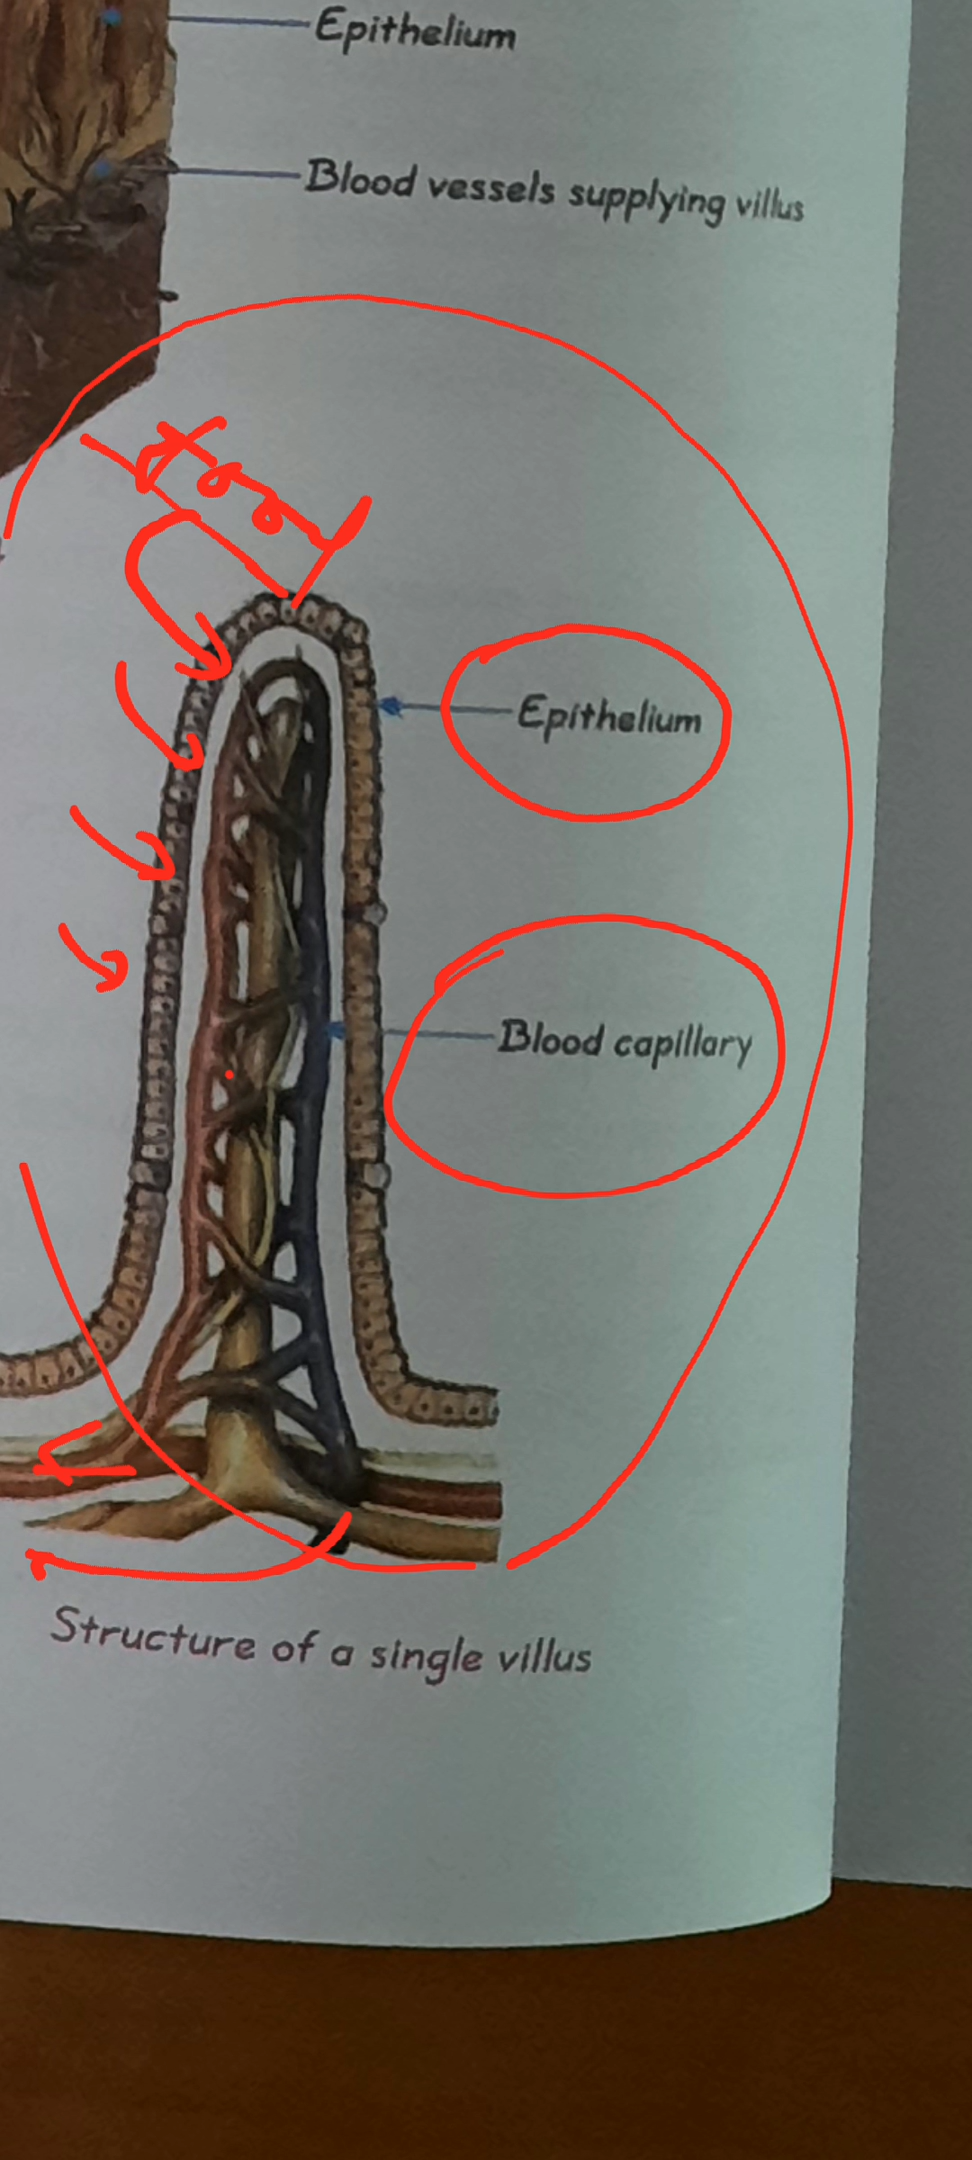 Epithelium
Blood vessels supplying villus
Food
Epithelium
Blood capillary
Structure of a single villus